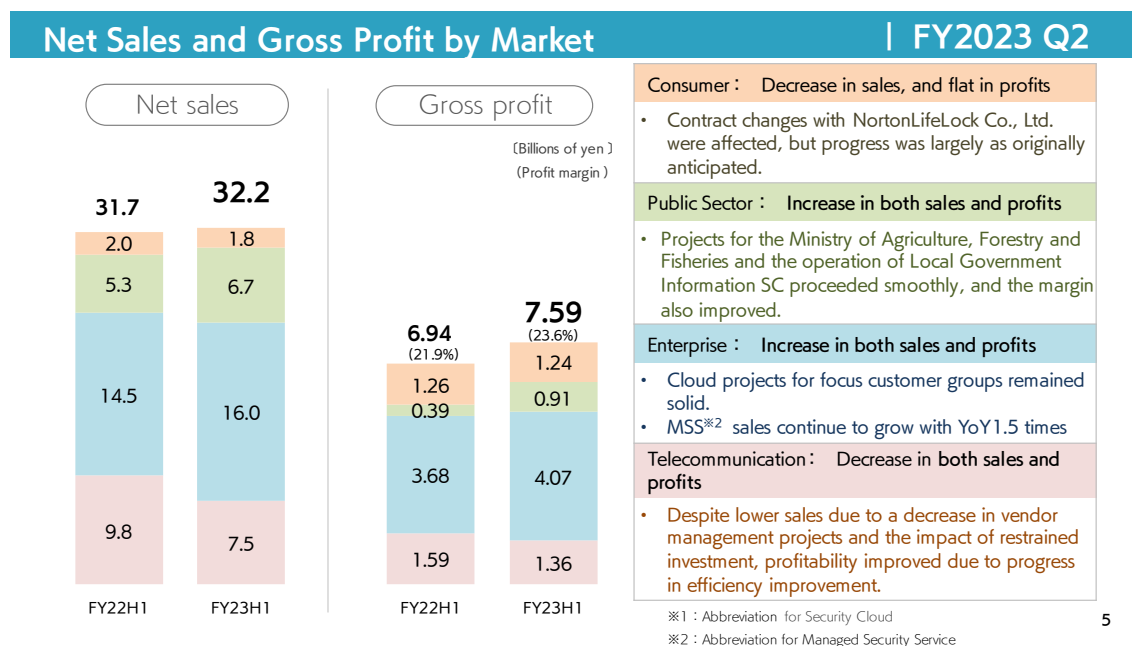 Net Sales and Gross Profit by Market
| FY2023 Q2
Net sales
31.7
32.2
2.0
1.8
5.3
6.7
14.5
16.0
9.8
7.5
FY22H1
FY23H1
Gross profit
(Billions of yen)
(Profit margin)
6.94
(21.9%)
7.59
(23.6%)
1.26
1.24
0.39
0.91
3.68
4.07
1.59
1.36
FY22H1
FY23H1
Consumer： Decrease in sales, and flat in profits
• Contract changes with NortonLifeLock Co., Ltd.
were affected, but progress was largely as originally
anticipated.
Public Sector： Increase in both sales and profits
• Projects for the Ministry of Agriculture, Forestry and
Fisheries and the operation of Local Government
Information SC proceeded smoothly, and the margin
also improved.
Enterprise： Increase in both sales and profits
• Cloud projects for focus customer groups remained
solid.
• MSS※2 sales continue to grow with YoY1.5 times
Telecommunication： Decrease in both sales and
profits
• Despite lower sales due to a decrease in vendor
management projects and the impact of restrained
investment, profitability improved due to progress
in efficiency improvement.
※1：Abbreviation for Security Cloud
※2：Abbreviation for Managed Security Service
5